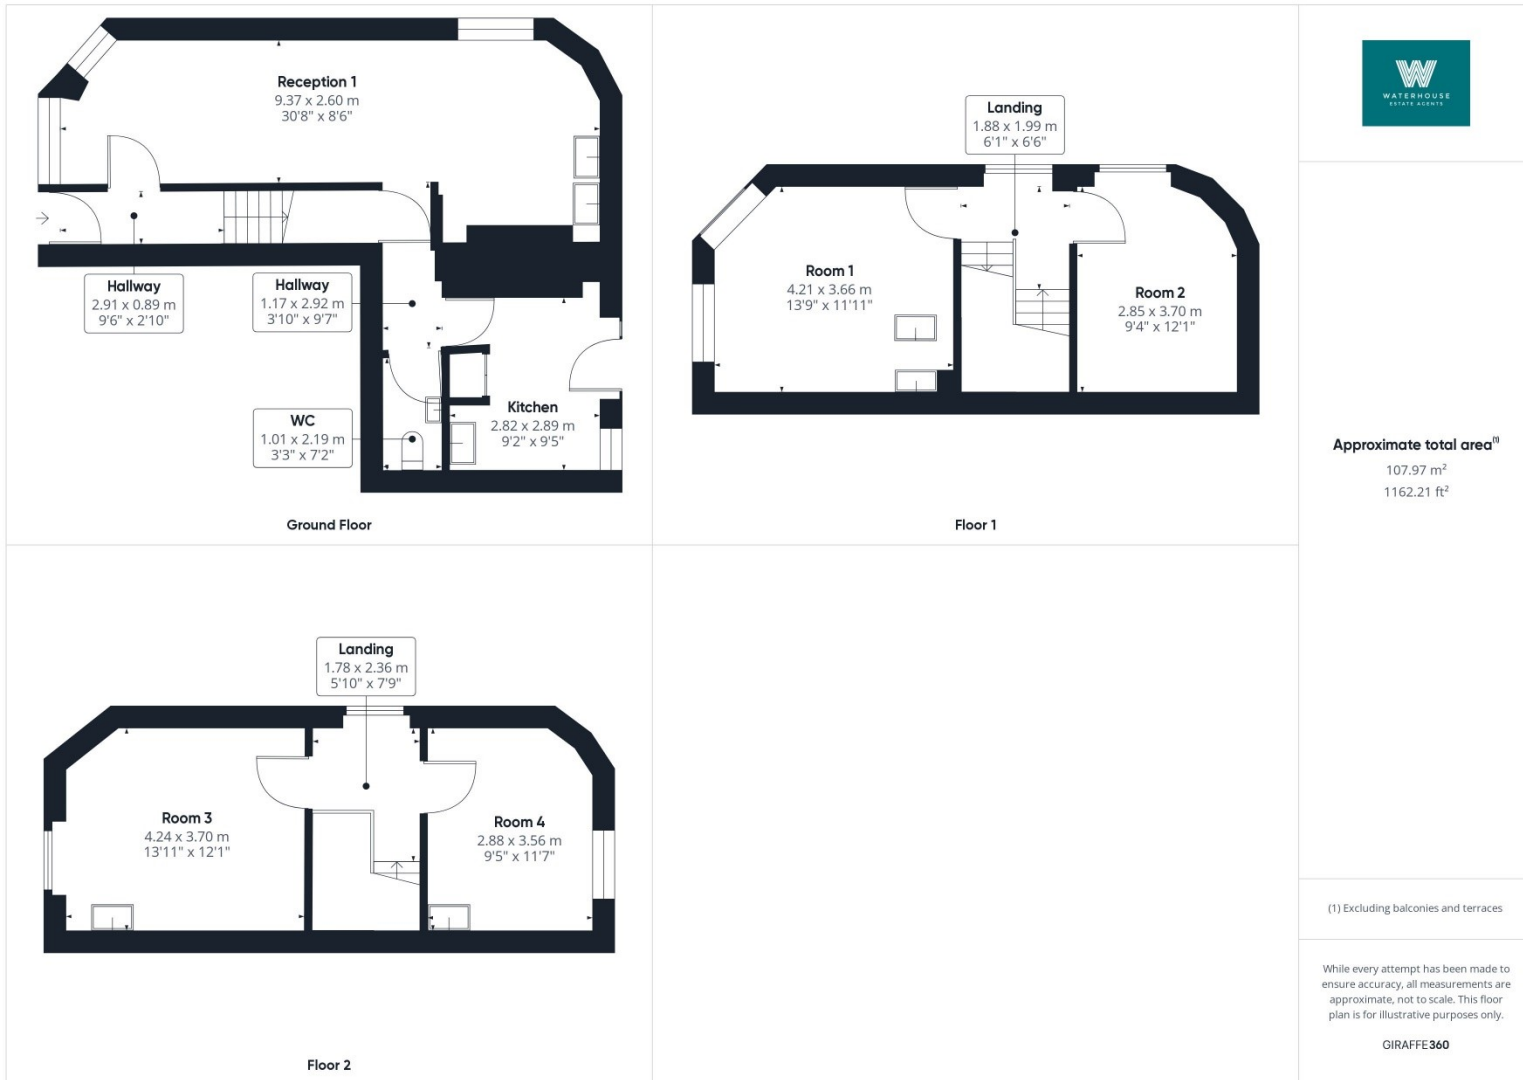 Reception 1
9.37 x 2.60 m
30'8" x 8'6"
Hallway
2.91 x 0.89 m
9'6" x 2'10"
Hallway
1.17 x 2.92 m
3'10" x 9'7"
WC
1.01 x 2.19 m
3'3" x 7'2"
Kitchen
2.82 x 2.89 m
9'2" x 9'5"
Ground Floor
Landing
1.88 x 1.99 m
6'1" x 6'6"
Room 1
4.21 x 3.66 m
13'9" x 11'11"
Room 2
2.85 x 3.70 m
9'4" x 12'1"
Floor 1
Landing
1.78 x 2.36 m
5'10" x 7'9"
Room 3
4.24 x 3.70 m
13'11" x 12'1"
Room 4
2.88 x 3.56 m
9'5" x 11'7"
Floor 2
WATERHOUSE
ESTATE AGENTS
Approximate total area(1)
107.97 m²
1162.21 ft²
(1) Excluding balconies and terraces
While every attempt has been made to
ensure accuracy, all measurements are
approximate, not to scale. This floor
plan is for illustrative purposes only.
GIRAFFE360